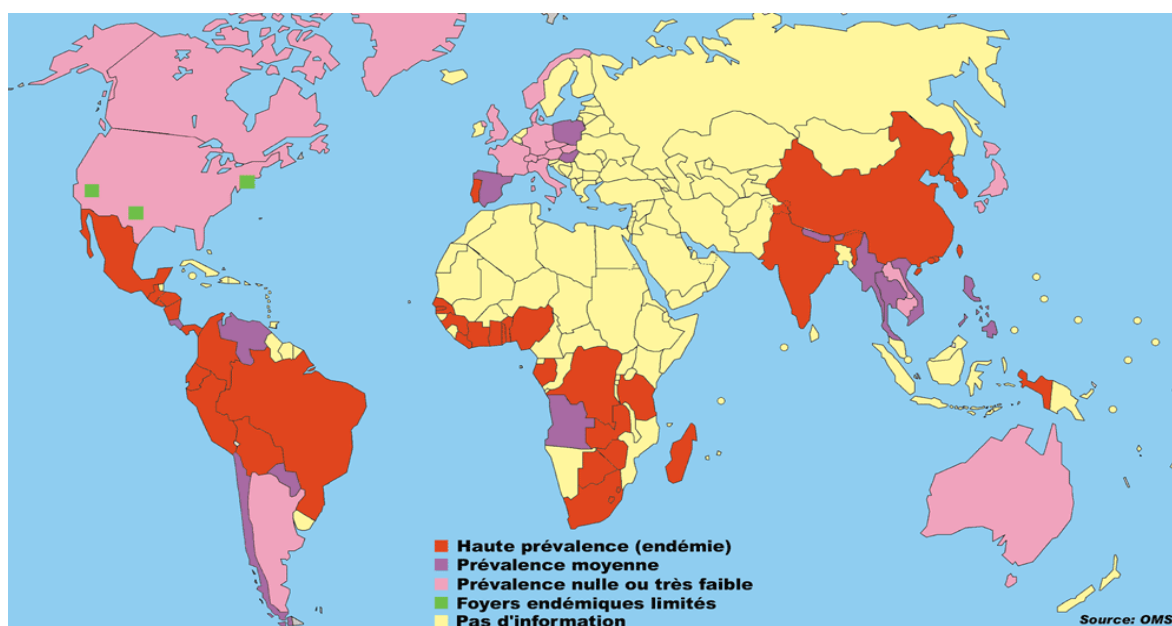 Haute prévalence (endémie)
Prévalence moyenne
Prévalence nulle ou très faible
Foyers endémiques limités
Pas d'information
Source: OMS